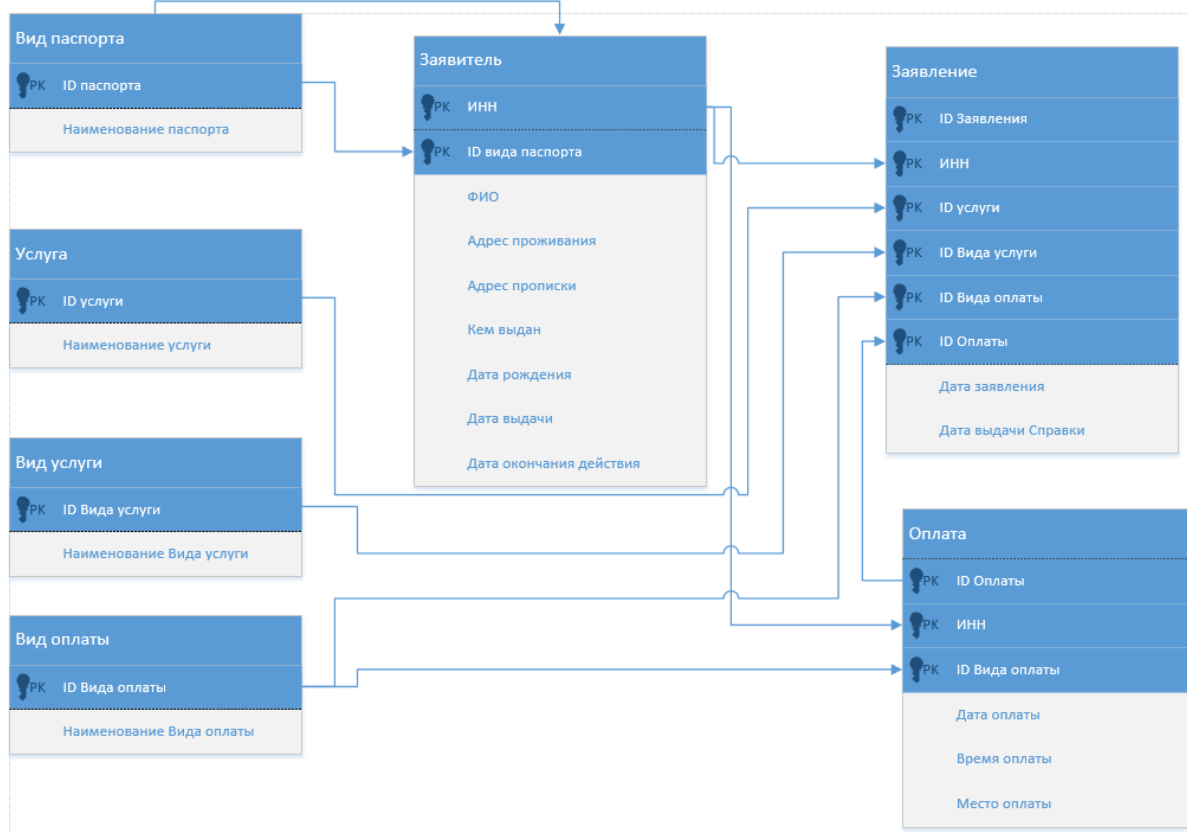 Вид паспорта
PK ID паспорта
Наименование паспорта
Услуга
PK ID услуги
Наименование услуги
Вид услуги
PK ID Вида услуги
Наименование Вида услуги
Вид оплаты
PK ID Вида оплаты
Наименование Вида оплаты
Заявитель
PK ИНН
PK ID вида паспорта
ФИО
Адрес проживания
Адрес прописки
Кем выдан
Дата рождения
Дата выдачи
Дата окончания действия
Заявление
PK ID Заявления
PK ИНН
PK ID услуги
PK ID Вида услуги
PK ID Вида оплаты
PK ID Оплаты
Дата заявления
Дата выдачи Справки
Оплата
PK ID Оплаты
PK ИНН
PK ID Вида оплаты
Дата оплаты
Время оплаты
Место оплаты